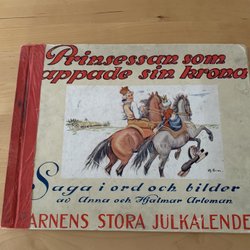 Prinsessan som
appade sin krona
Saga i ord och bilder
av Anna och Hjalmar Arleman
ARNENS STORA JULKALENDE